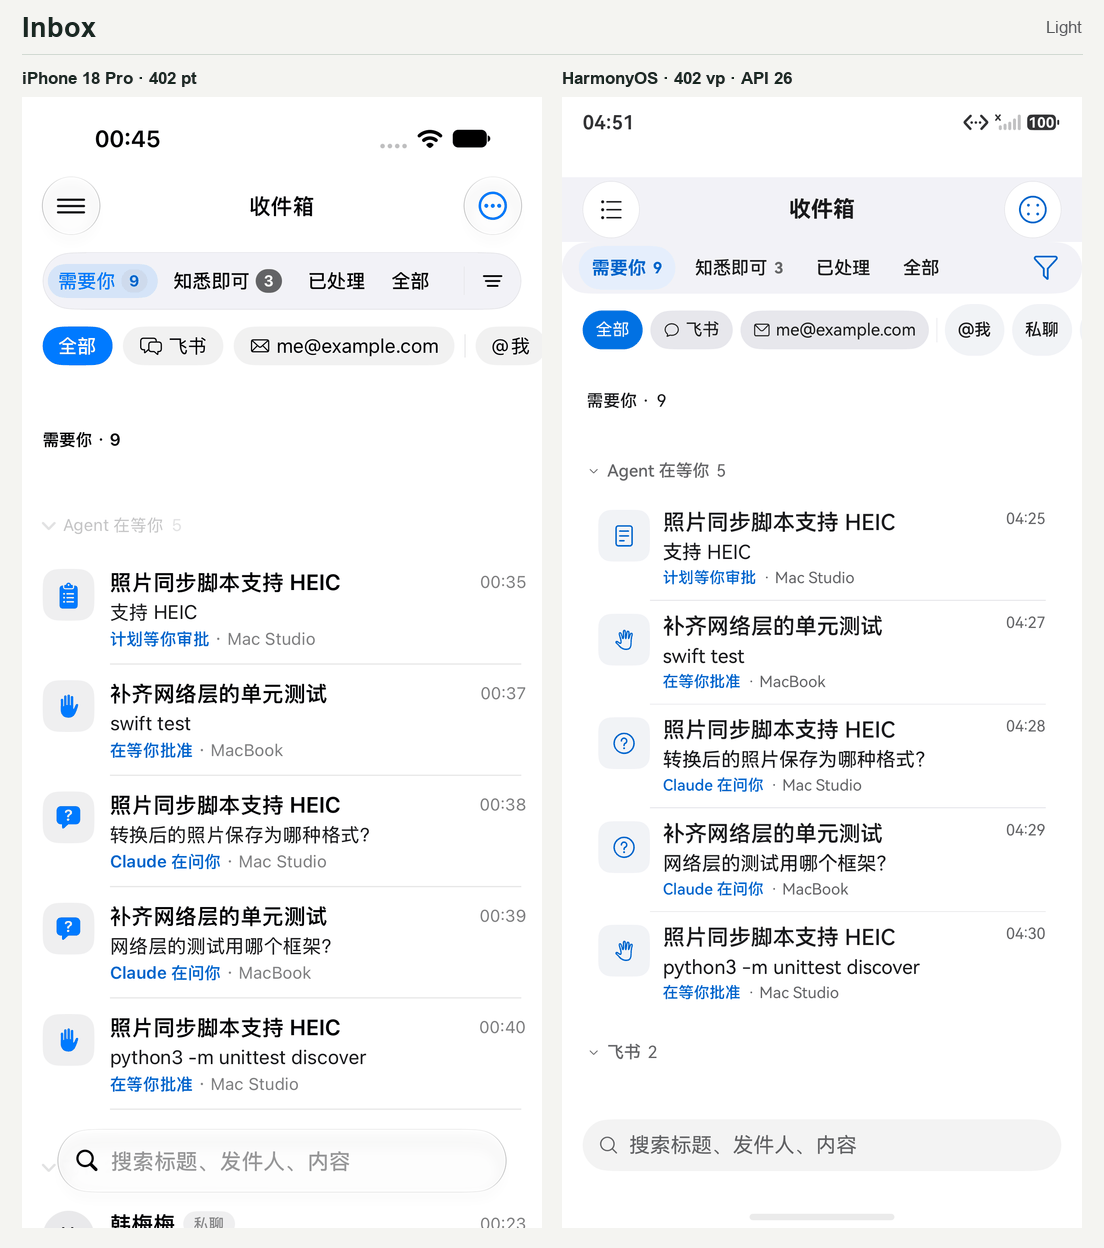 Inbox
Light
iPhone 18 Pro · 402 pt
00:45
收件箱
需要你 9 知悉即可 3 已处理 全部
全部 飞书 me@example.com @我
需要你 · 9
Agent 在等你 5
照片同步脚本支持 HEIC 00:35
支持 HEIC
计划等你审批 · Mac Studio
补齐网络层的单元测试 00:37
swift test
在等你批准 · MacBook
照片同步脚本支持 HEIC 00:38
转换后的照片保存为哪种格式?
Claude 在问你 · Mac Studio
补齐网络层的单元测试 00:39
网络层的测试用哪个框架?
Claude 在问你 · MacBook
照片同步脚本支持 HEIC 00:40
python3 -m unittest discover
在等你批准 · Mac Studio
搜索标题、发件人、内容
韩梅梅 私聊 00:23
HarmonyOS · 402 vp · API 26
04:51 100
收件箱
需要你 9 知悉即可 3 已处理 全部
全部 飞书 me@example.com @我 私聊
需要你 · 9
Agent 在等你 5
照片同步脚本支持 HEIC 04:25
支持 HEIC
计划等你审批 · Mac Studio
补齐网络层的单元测试 04:27
swift test
在等你批准 · MacBook
照片同步脚本支持 HEIC 04:28
转换后的照片保存为哪种格式?
Claude 在问你 · Mac Studio
补齐网络层的单元测试 04:29
网络层的测试用哪个框架?
Claude 在问你 · MacBook
照片同步脚本支持 HEIC 04:30
python3 -m unittest discover
在等你批准 · Mac Studio
飞书 2
搜索标题、发件人、内容